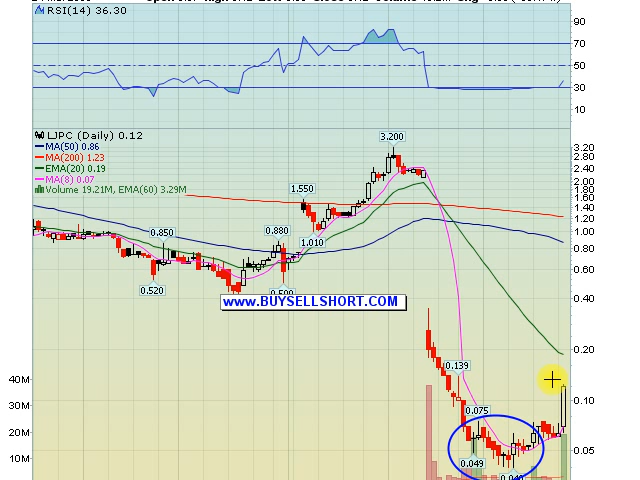 RSI(14) 36.30
90
70
50
30
10
LJPC (Daily) 0.12
MA(50) 0.86
MA(200) 1.23
EMA(20) 0.19
MA(8) 0.07
Volume 19.21M, EMA(60) 3.29M
3.200
1.550
0.850
0.880
1.010
0.520
www.BUYSELLSHORT.COM
0.139
0.075
0.049
3.20
2.80
2.40
2.00
1.80
1.60
1.40
1.20
1.00
0.80
0.60
0.40
0.20
0.10
0.05
40M
30M
20M
10M